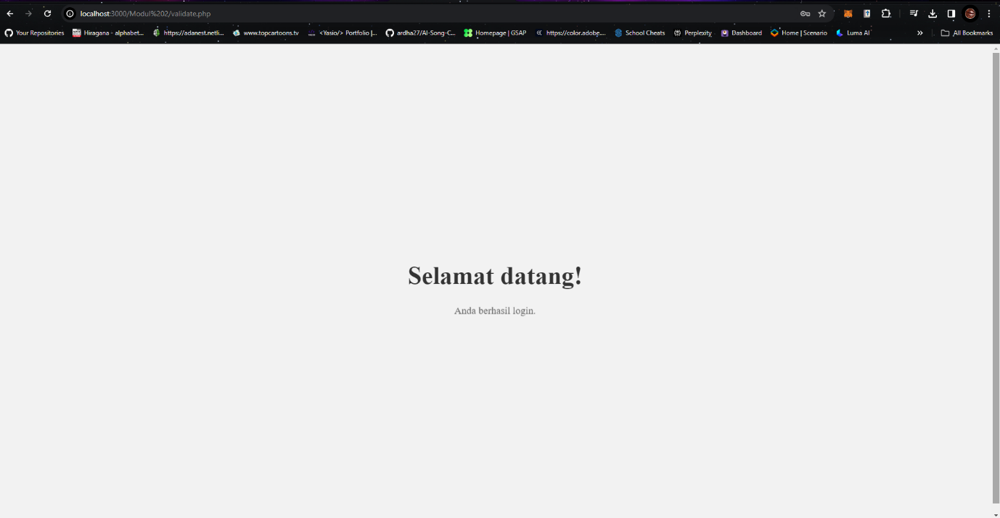 localhost:3000/Modul%202/validate.php
Your Repositories Hiragana - alphabet... https://adanest.netli... www.topcartoons.tv <Yasio/> Portfolio |... ardha27/AI-Song-C... Homepage | GSAP https://color.adobe.... School Cheats Perplexity Dashboard Home | Scenario Luma AI » All Bookmarks
Selamat datang!
Anda berhasil login.